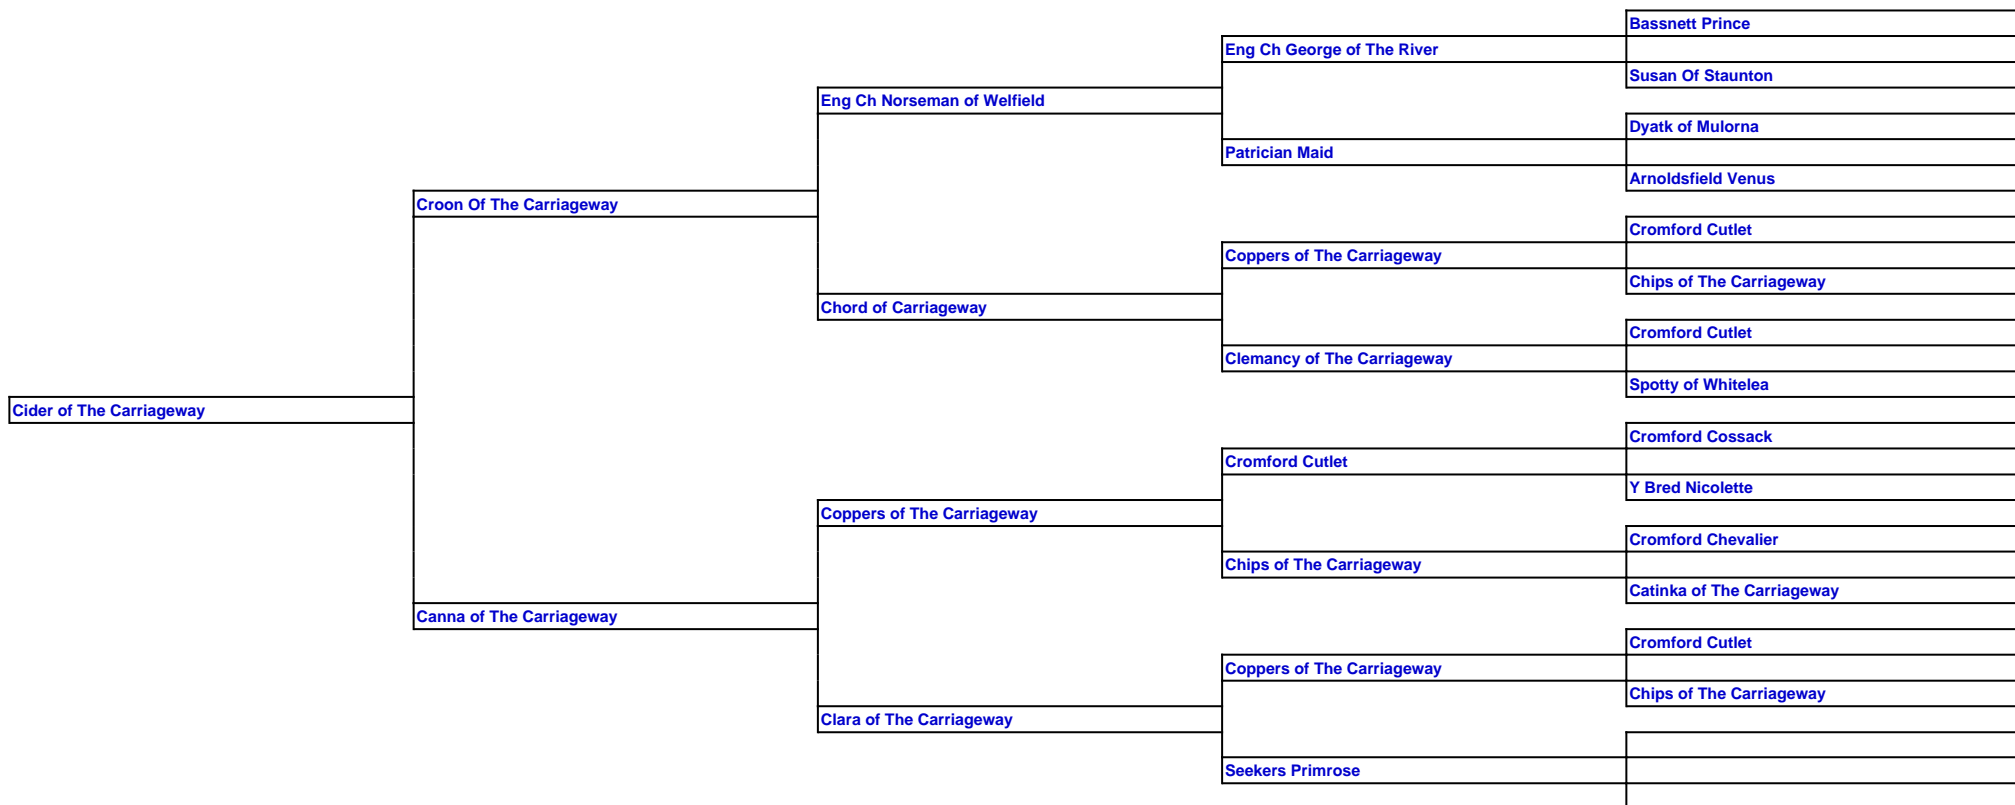 Bassnett Prince
Eng Ch George of The River
Susan Of Staunton
Eng Ch Norseman of Welfield
Dyatk of Mulorna
Patrician Maid
Arnoldsfield Venus
Croon Of The Carriageway
Cromford Cutlet
Coppers of The Carriageway
Chips of The Carriageway
Chord of Carriageway
Cromford Cutlet
Clemancy of The Carriageway
Spotty of Whitelea
Cider of The Carriageway
Cromford Cossack
Cromford Cutlet
Y Bred Nicolette
Coppers of The Carriageway
Cromford Chevalier
Chips of The Carriageway
Catinka of The Carriageway
Canna of The Carriageway
Cromford Cutlet
Coppers of The Carriageway
Chips of The Carriageway
Clara of The Carriageway
Seekers Primrose